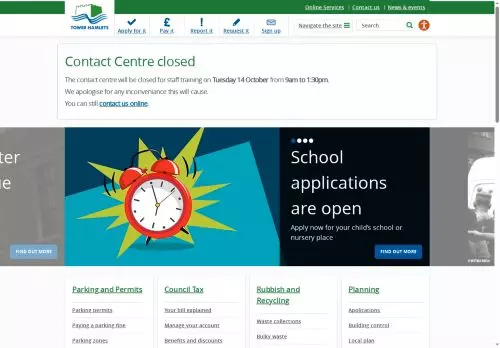 Online Services | Contact us | News & events
TOWER HAMLETS
Apply for it
Pay it
Report it
Request it
Sign up
Navigate the site
Search
Contact Centre closed
The contact centre will be closed for staff training on Tuesday 14 October from 9am to 1:30pm.
We apologise for any inconvenience this will cause.
You can still contact us online.
School
applications
are open
Apply now for your child's school or
nursery place
FIND OUT MORE
FIND OUT MORE
FIND OUT MORE
Parking and Permits
Parking permits
Paying a parking fine
Parking zones
Council Tax
Your bill explained
Manage your account
Benefits and discounts
Rubbish and
Recycling
Waste collections
Bulky waste
Planning
Applications
Building control
Local plan